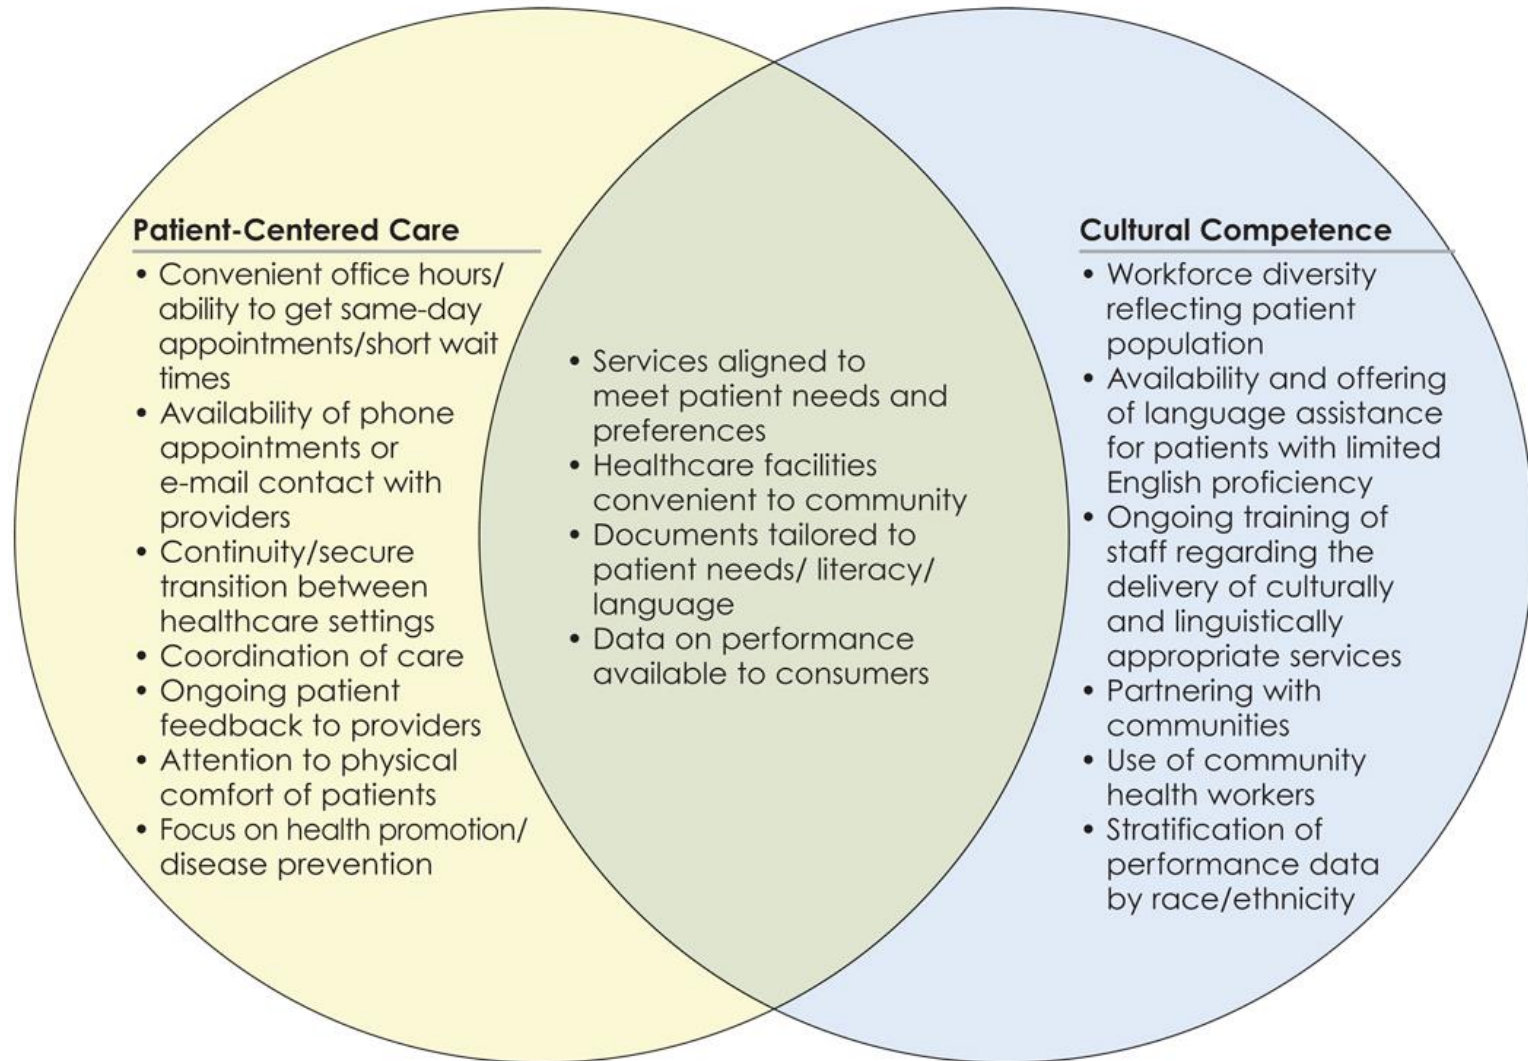 Patient-Centered Care
• Convenient office hours/
ability to get same-day
appointments/short wait
times
• Availability of phone
appointments or
e-mail contact with
providers
• Continuity/secure
transition between
healthcare settings
• Coordination of care
• Ongoing patient
feedback to providers
• Attention to physical
comfort of patients
• Focus on health promotion/
disease prevention
• Services aligned to
meet patient needs and
preferences
• Healthcare facilities
convenient to community
• Documents tailored to
patient needs/ literacy/
language
• Data on performance
available to consumers
Cultural Competence
• Workforce diversity
reflecting patient
population
• Availability and offering
of language assistance
for patients with limited
English proficiency
• Ongoing training of
staff regarding the
delivery of culturally
and linguistically
appropriate services
• Partnering with
communities
• Use of community
health workers
• Stratification of
performance data
by race/ethnicity